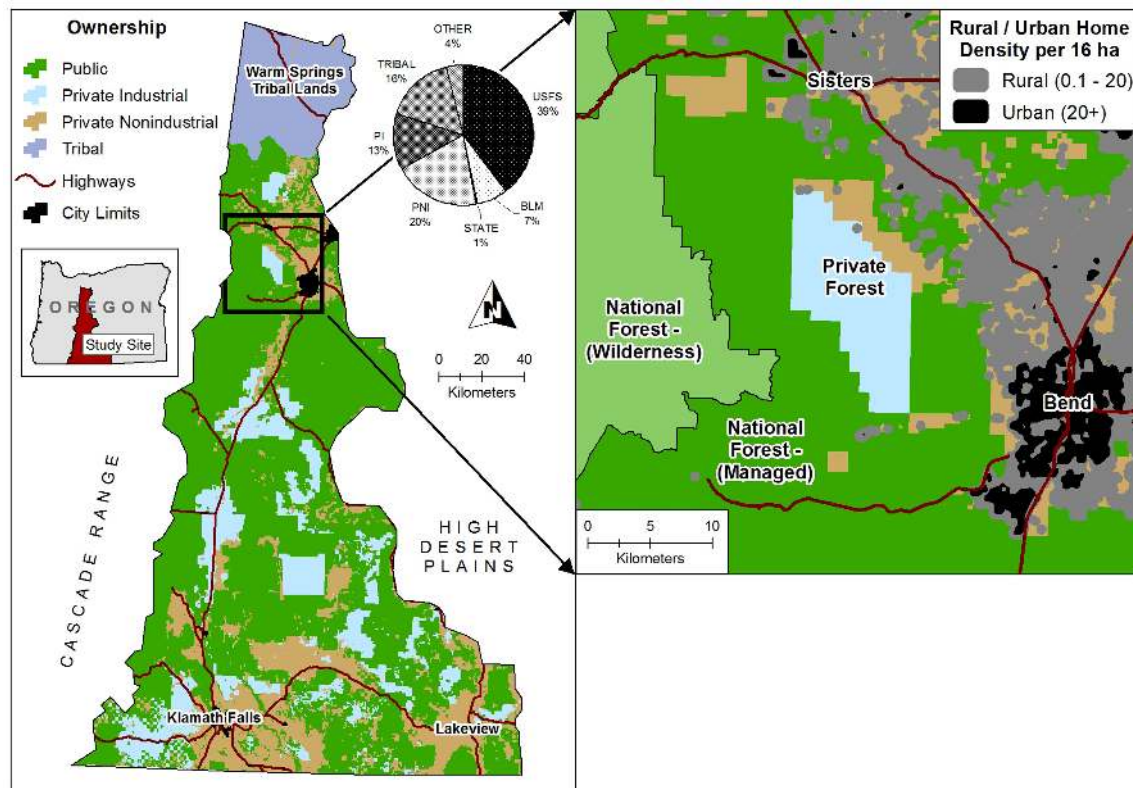 Ownership
Public
Private Industrial
Private Nonindustrial
Tribal
Highways
City Limits
OREGON
Study Site
Warm Springs
Tribal Lands
OTHER
4%
TRIBAL
16%
USFS
39%
PI
13%
PNI
20%
STATE
1%
BLM
7%
N
0 20 40
Kilometers
CASCADE RANGE
HIGH
DESERT
PLAINS
Klamath Falls
Lakeview
Rural / Urban Home
Density per 16 ha
Rural (0.1 - 20)
Urban (20+)
Sisters
Private
Forest
National
Forest -
(Wilderness)
Bend
National
Forest -
(Managed)
0 5 10
Kilometers